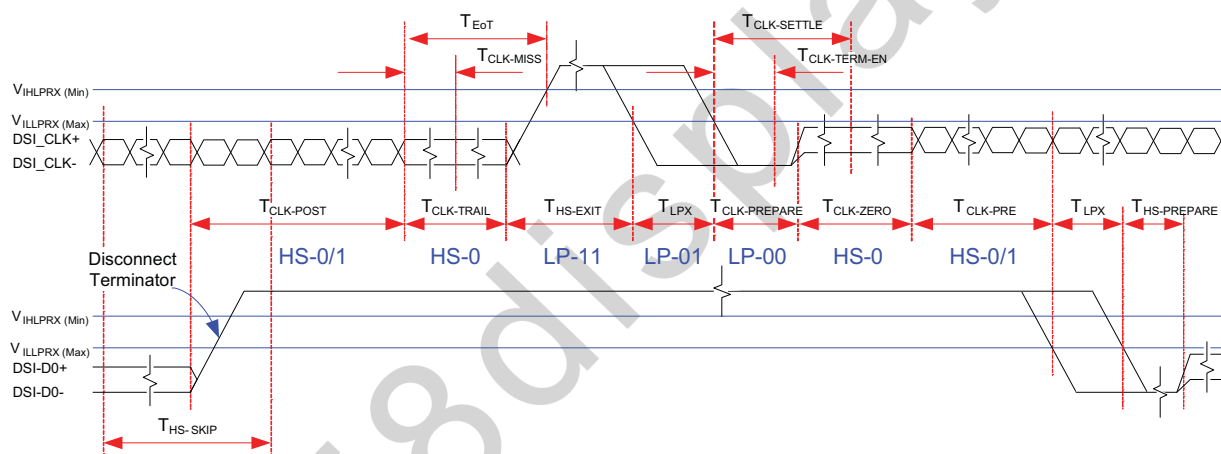 TEoT
TCLK-SETTLE
TCLK-MISS
TCLK-TERM-EN
VIHLPRX (Min)
VILLPRX (Max)
DSI_CLK+
DSI_CLK-
TCLK-POST
TCLK-TRAIL
THS-EXIT
TLPX
TCLK-PREPARE
TCLK-ZERO
TCLK-PRE
TLPX
THS-PREPARE
HS-0/1
HS-0
LP-11
LP-01
LP-00
HS-0
HS-0/1
Disconnect
Terminator
VIHLPRX (Min)
VILLPRX (Max)
DSI-D0+
DSI-D0-
THS-SKIP
8display